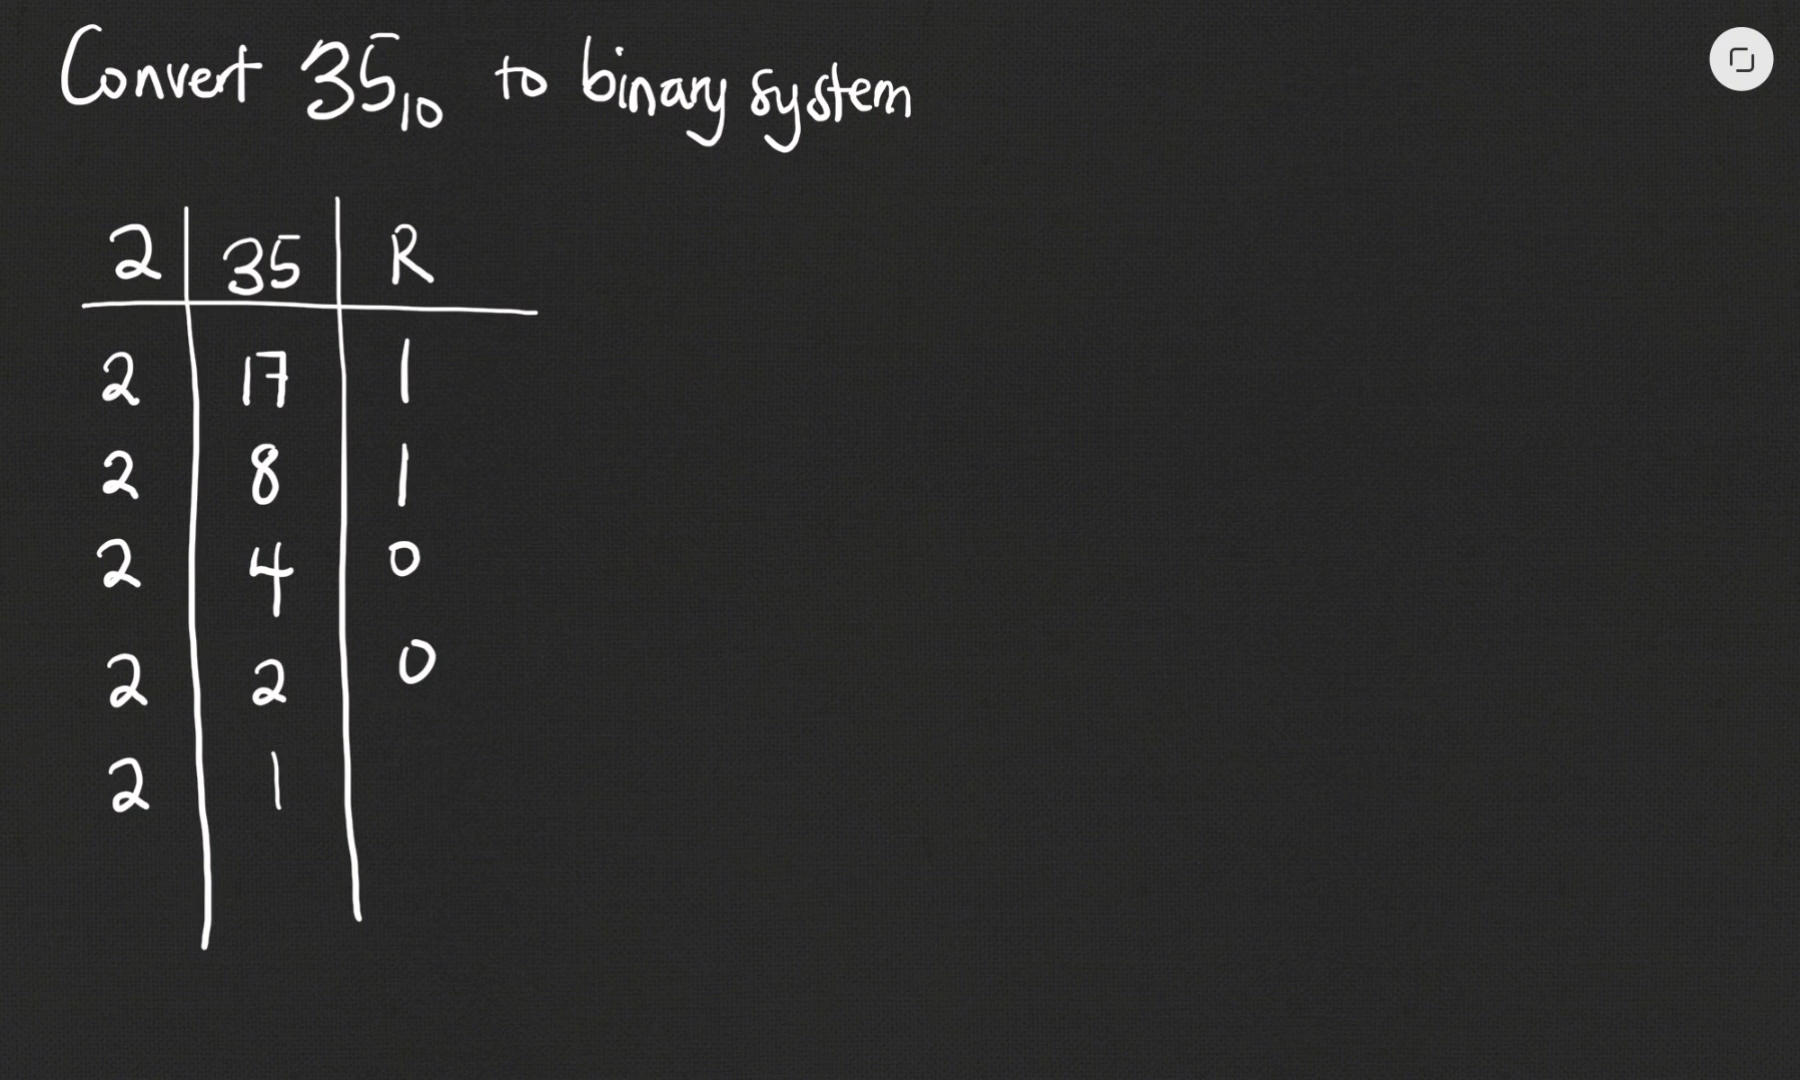 Convert 35₁₀ to binary system
2 35 R
2 17 1
2 8 1
2 4 0
2 2 0
2 1